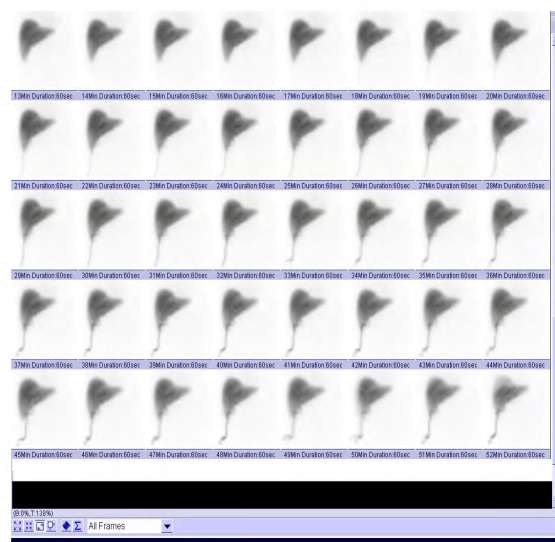 13Min Duration:60sec 14Min Duration:60sec 15Min Duration:60sec 16Min Duration:60sec 17Min Duration:60sec 18Min Duration:60sec 19Min Duration:60sec 20Min Duration:60sec
21Min Duration:60sec 22Min Duration:60sec 23Min Duration:60sec 24Min Duration:60sec 25Min Duration:60sec 26Min Duration:60sec 27Min Duration:60sec 28Min Duration:60sec
29Min Duration:60sec 30Min Duration:60sec 31Min Duration:60sec 32Min Duration:60sec 33Min Duration:60sec 34Min Duration:60sec 35Min Duration:60sec 36Min Duration:60sec
37Min Duration:60sec 38Min Duration:60sec 39Min Duration:60sec 40Min Duration:60sec 41Min Duration:60sec 42Min Duration:60sec 43Min Duration:60sec 44Min Duration:60sec
45Min Duration:60sec 46Min Duration:60sec 47Min Duration:60sec 48Min Duration:60sec 49Min Duration:60sec 50Min Duration:60sec 51Min Duration:60sec 52Min Duration:60sec
(B:0%,T:138%)
Σ All Frames